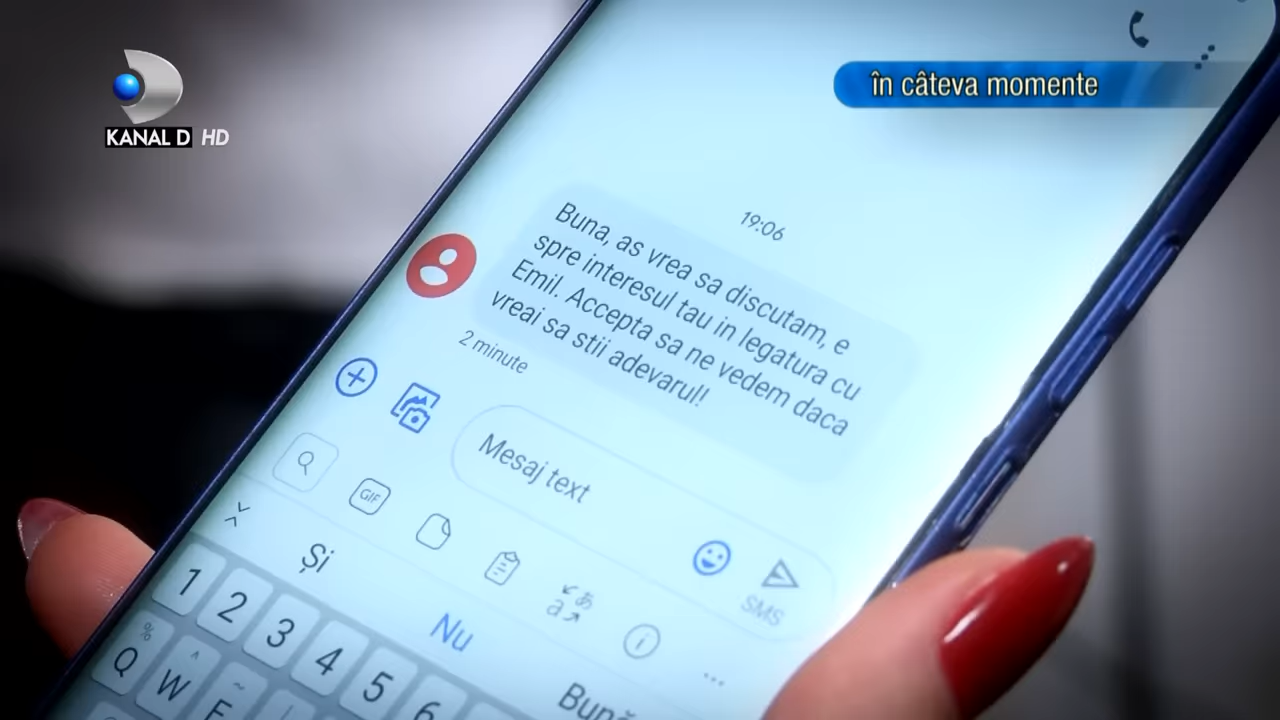 KANAL D HD
în câteva momente
19:06
Buna, as vrea sa discutam, e
spre interesul tau in legatura cu
Emil. Accepta sa ne vedem daca
vreai sa stii adevarul!
2 minute
Mesaj text
SMS
GIF
Și
Nu
Bună
1 2 3 4 5 6
%
Q W E